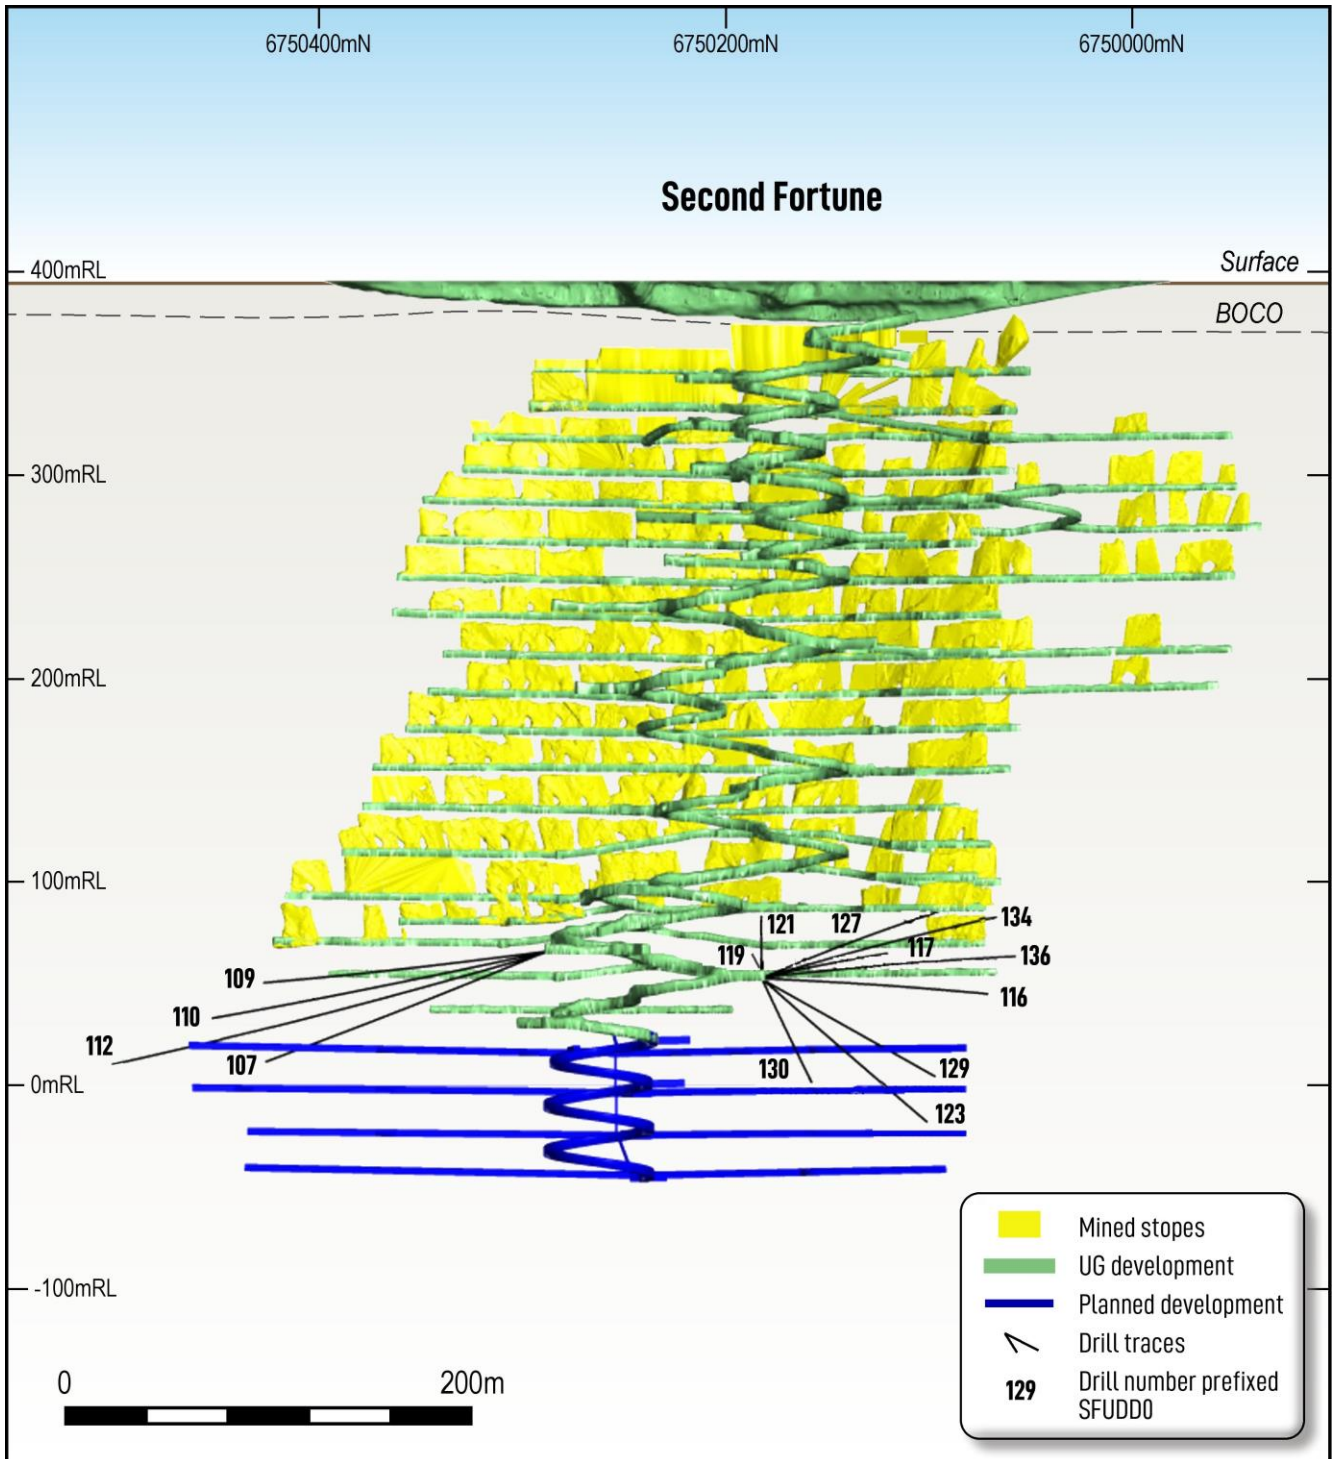 6750400mN 6750200mN 6750000mN
Second Fortune
400mRL
Surface
BOCO
300mRL
200mRL
100mRL
121 127 134
119 117 136
109
116
110
112
107
130 129
0mRL
123
-100mRL
Mined stopes
UG development
Planned development
Drill traces
129 Drill number prefixed
SFUDD0
0 200m